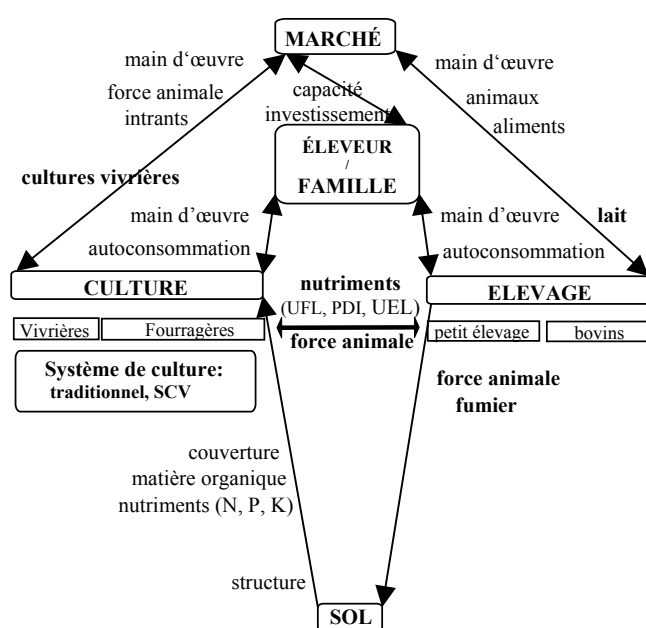 MARCHÉ
main d‘œuvre
force animale
intrants
capacité
investissement
main d‘œuvre
animaux
aliments
ÉLEVEUR
/
FAMILLE
cultures vivrières
lait
main d’œuvre
autoconsommation
main d’œuvre
autoconsommation
CULTURE
nutriments
(UFL, PDI, UEL)
force animale
ELEVAGE
Vivrières
Fourragères
petit élevage
bovins
Système de culture:
traditionnel, SCV
force animale
fumier
couverture
matière organique
nutriments (N, P, K)
structure
SOL